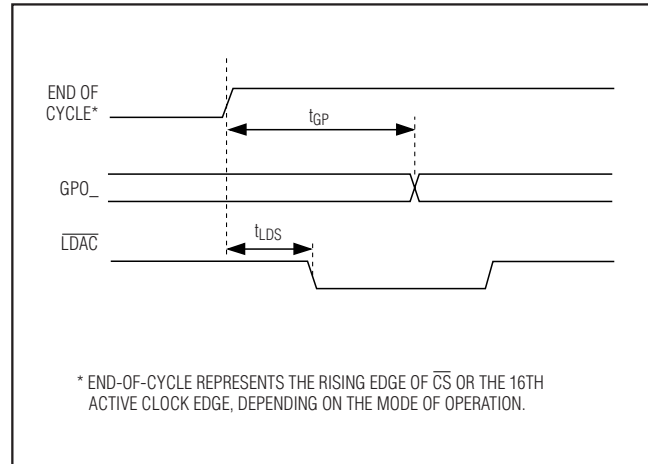 END OF
CYCLE*
tGP
GPO_
LDAC
tLDS
* END-OF-CYCLE REPRESENTS THE RISING EDGE OF CS OR THE 16TH
ACTIVE CLOCK EDGE, DEPENDING ON THE MODE OF OPERATION.